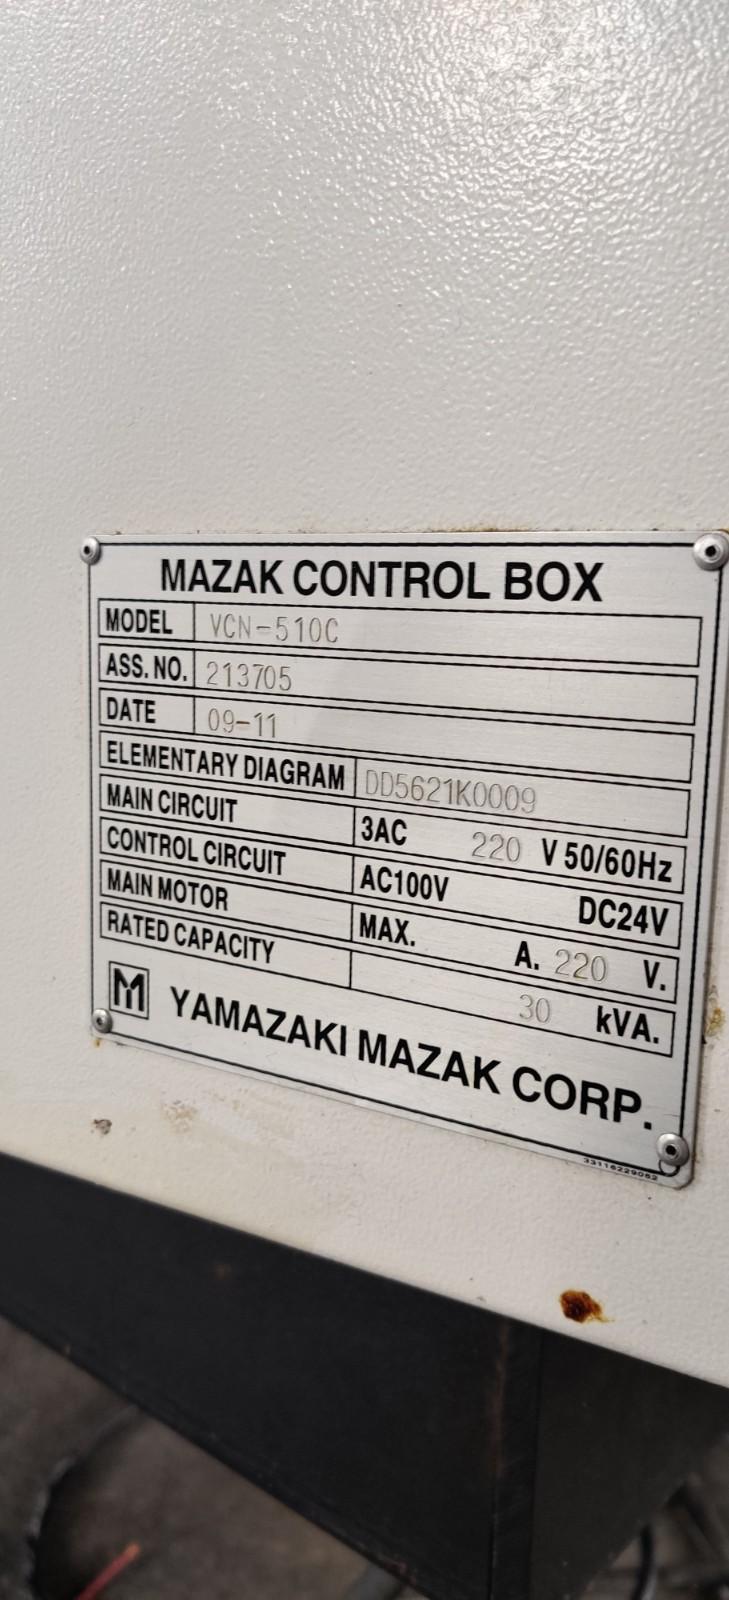 MAZAK CONTROL BOX
MODEL VCN-510C
ASS. NO. 213705
DATE 09-11
ELEMENTARY DIAGRAM DD5621K0009
MAIN CIRCUIT 3AC 220 V 50/60Hz
CONTROL CIRCUIT AC100V DC24V
MAIN MOTOR MAX. A. 220 V.
RATED CAPACITY 30 kVA.
YAMAZAKI MAZAK CORP.
33116229082